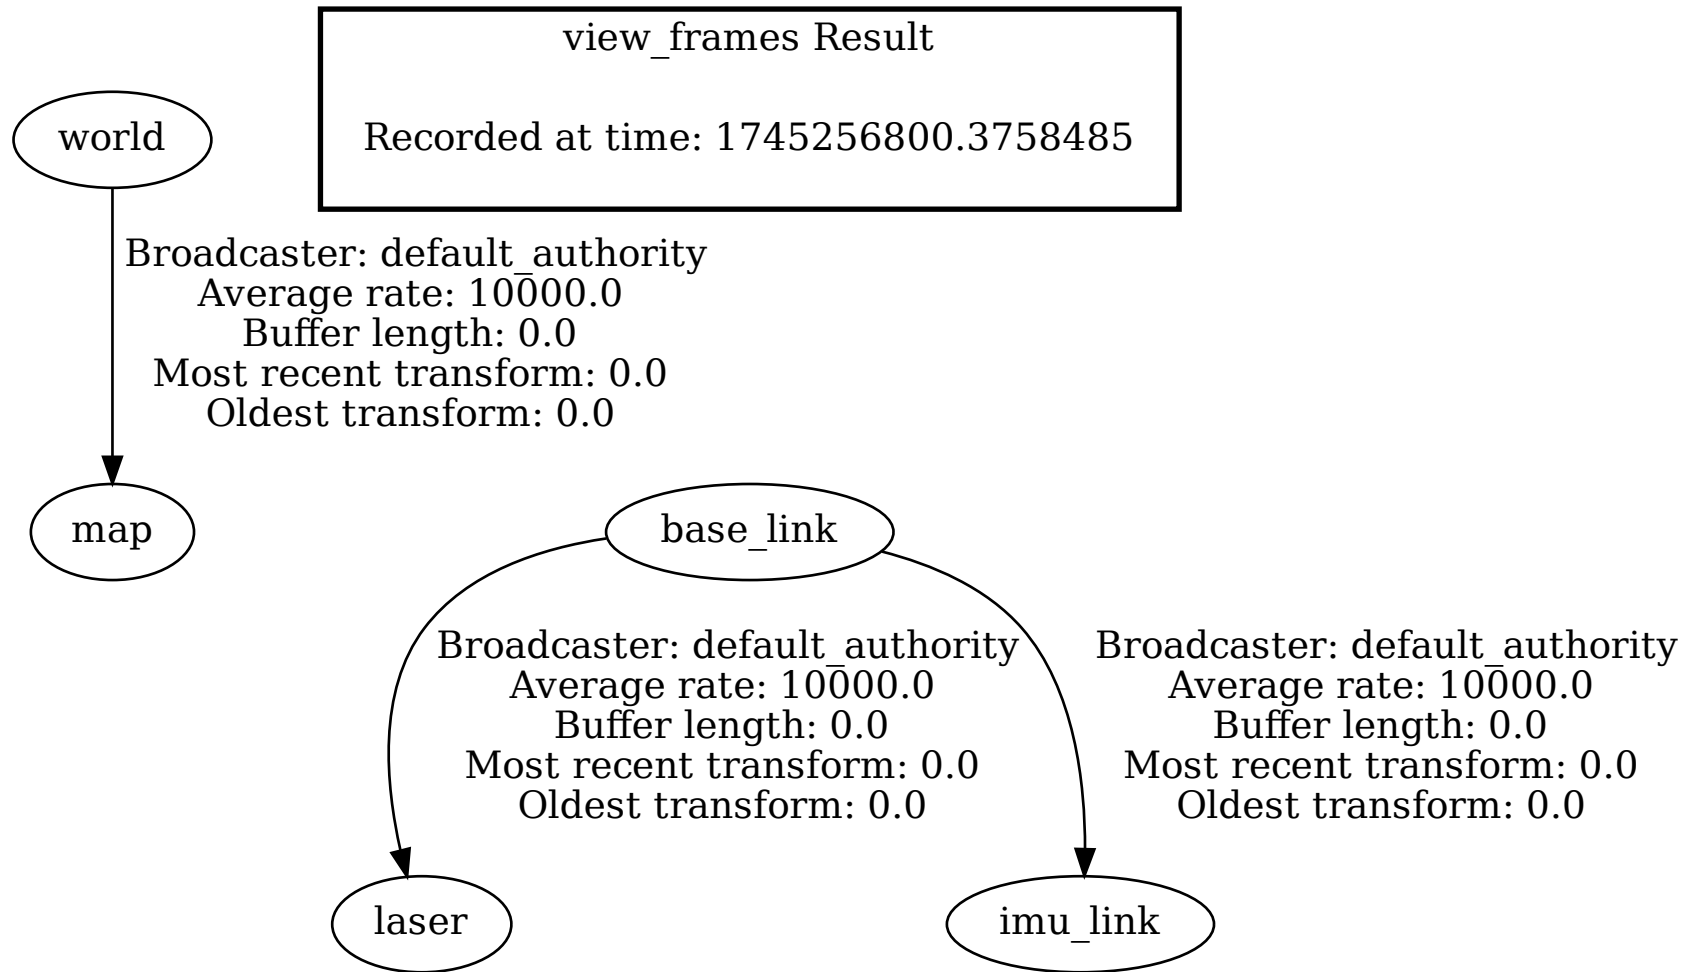 view_frames Result
Recorded at time: 1745256800.3758485
world
Broadcaster: default_authority
Average rate: 10000.0
Buffer length: 0.0
Most recent transform: 0.0
Oldest transform: 0.0
map
base_link
Broadcaster: default_authority
Average rate: 10000.0
Buffer length: 0.0
Most recent transform: 0.0
Oldest transform: 0.0
Broadcaster: default_authority
Average rate: 10000.0
Buffer length: 0.0
Most recent transform: 0.0
Oldest transform: 0.0
laser
imu_link